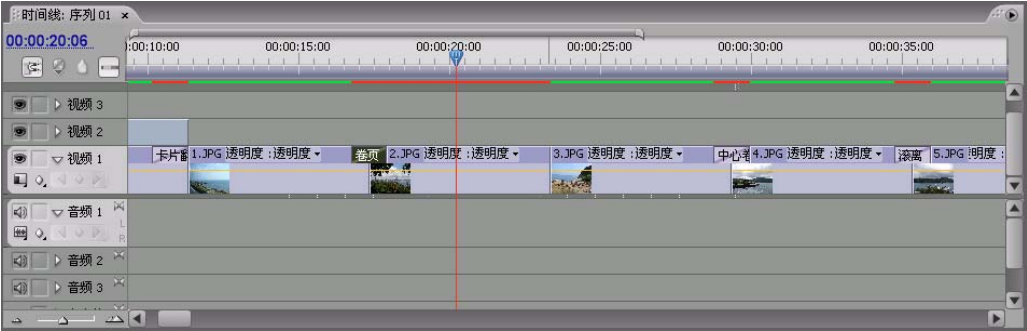 时间线: 序列 01
00:00:20:06
:00:10:00 00:00:15:00 00:00:20:00 00:00:25:00 00:00:30:00 00:00:35:00
视频 3
视频 2
视频 1
卡片 1.JPG 透明度 :透明度 卷页 2.JPG 透明度 :透明度 3.JPG 透明度 :透明度 中心 4.JPG 透明度 :透明度 滚离 5.JPG 明度 :
音频 1
L
R
音频 2
音频 3